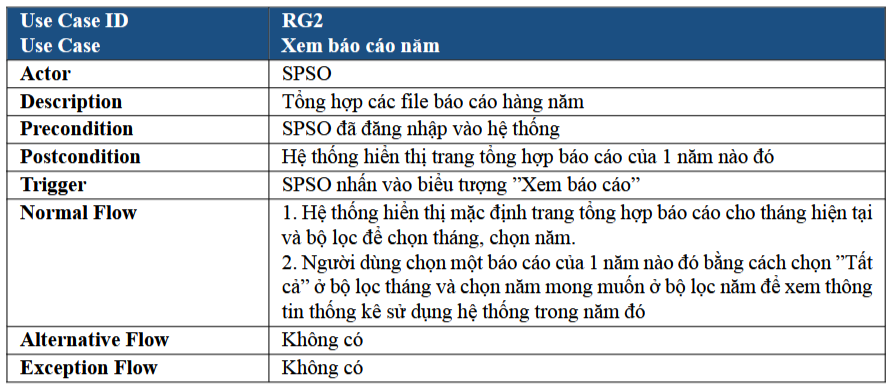 Use Case ID RG2
Use Case Xem báo cáo năm
Actor SPSO
Description Tổng hợp các file báo cáo hàng năm
Precondition SPSO đã đăng nhập vào hệ thống
Postcondition Hệ thống hiển thị trang tổng hợp báo cáo của 1 năm nào đó
Trigger SPSO nhấn vào biểu tượng ”Xem báo cáo”
Normal Flow 1. Hệ thống hiển thị mặc định trang tổng hợp báo cáo cho tháng hiện tại
và bộ lọc để chọn tháng, chọn năm.
2. Người dùng chọn một báo cáo của 1 năm nào đó bằng cách chọn ”Tất
cả” ở bộ lọc tháng và chọn năm mong muốn ở bộ lọc năm để xem thông
tin thống kê sử dụng hệ thống trong năm đó
Alternative Flow Không có
Exception Flow Không có